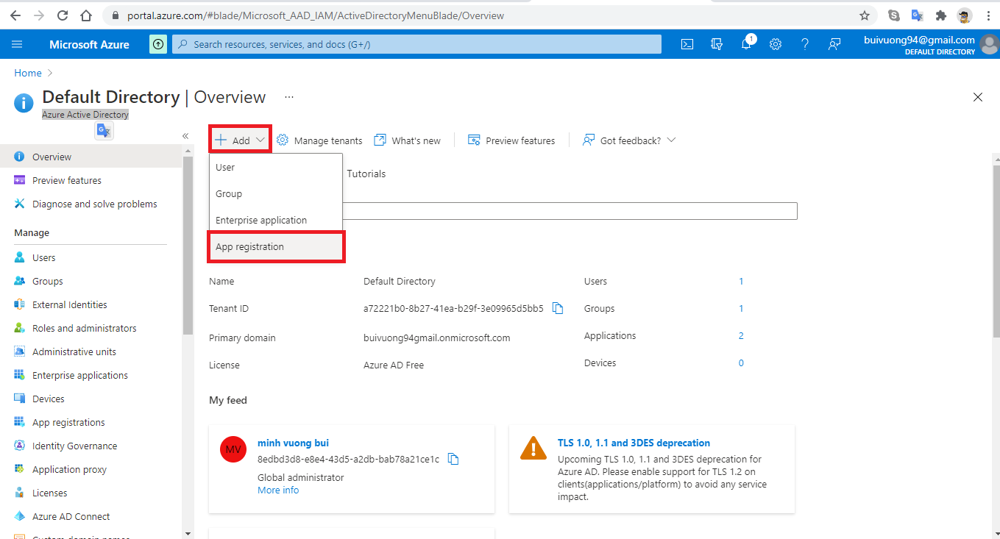 portal.azure.com/#blade/Microsoft_AAD_IAM/ActiveDirectoryMenuBlade/Overview
Microsoft Azure
Search resources, services, and docs (G+/)
1
buivuong94@gmail.com
DEFAULT DIRECTORY
Home
Default Directory | Overview
...
Azure Active Directory
«
Overview
Preview features
Diagnose and solve problems
Manage
Users
Groups
External Identities
Roles and administrators
Administrative units
Enterprise applications
Devices
App registrations
Identity Governance
Application proxy
Licenses
Azure AD Connect
Custom domain names
Add
Manage tenants
What's new
Preview features
Got feedback?
User
Group
Enterprise application
App registration
Tutorials
Name Default Directory Users 1
Tenant ID a72221b0-8b27-41ea-b29f-3e09965d5bb5 Groups 1
Primary domain buivuong94gmail.onmicrosoft.com Applications 2
License Azure AD Free Devices 0
My feed
MV
minh vuong bui
8edbd3d8-e8e4-43d5-a2db-bab78a21ce1c
Global administrator
More info
TLS 1.0, 1.1 and 3DES deprecation
Upcoming TLS 1.0, 1.1 and 3DES deprecation for
Azure AD. Please enable support for TLS 1.2 on
clients(applications/platform) to avoid any service
impact.